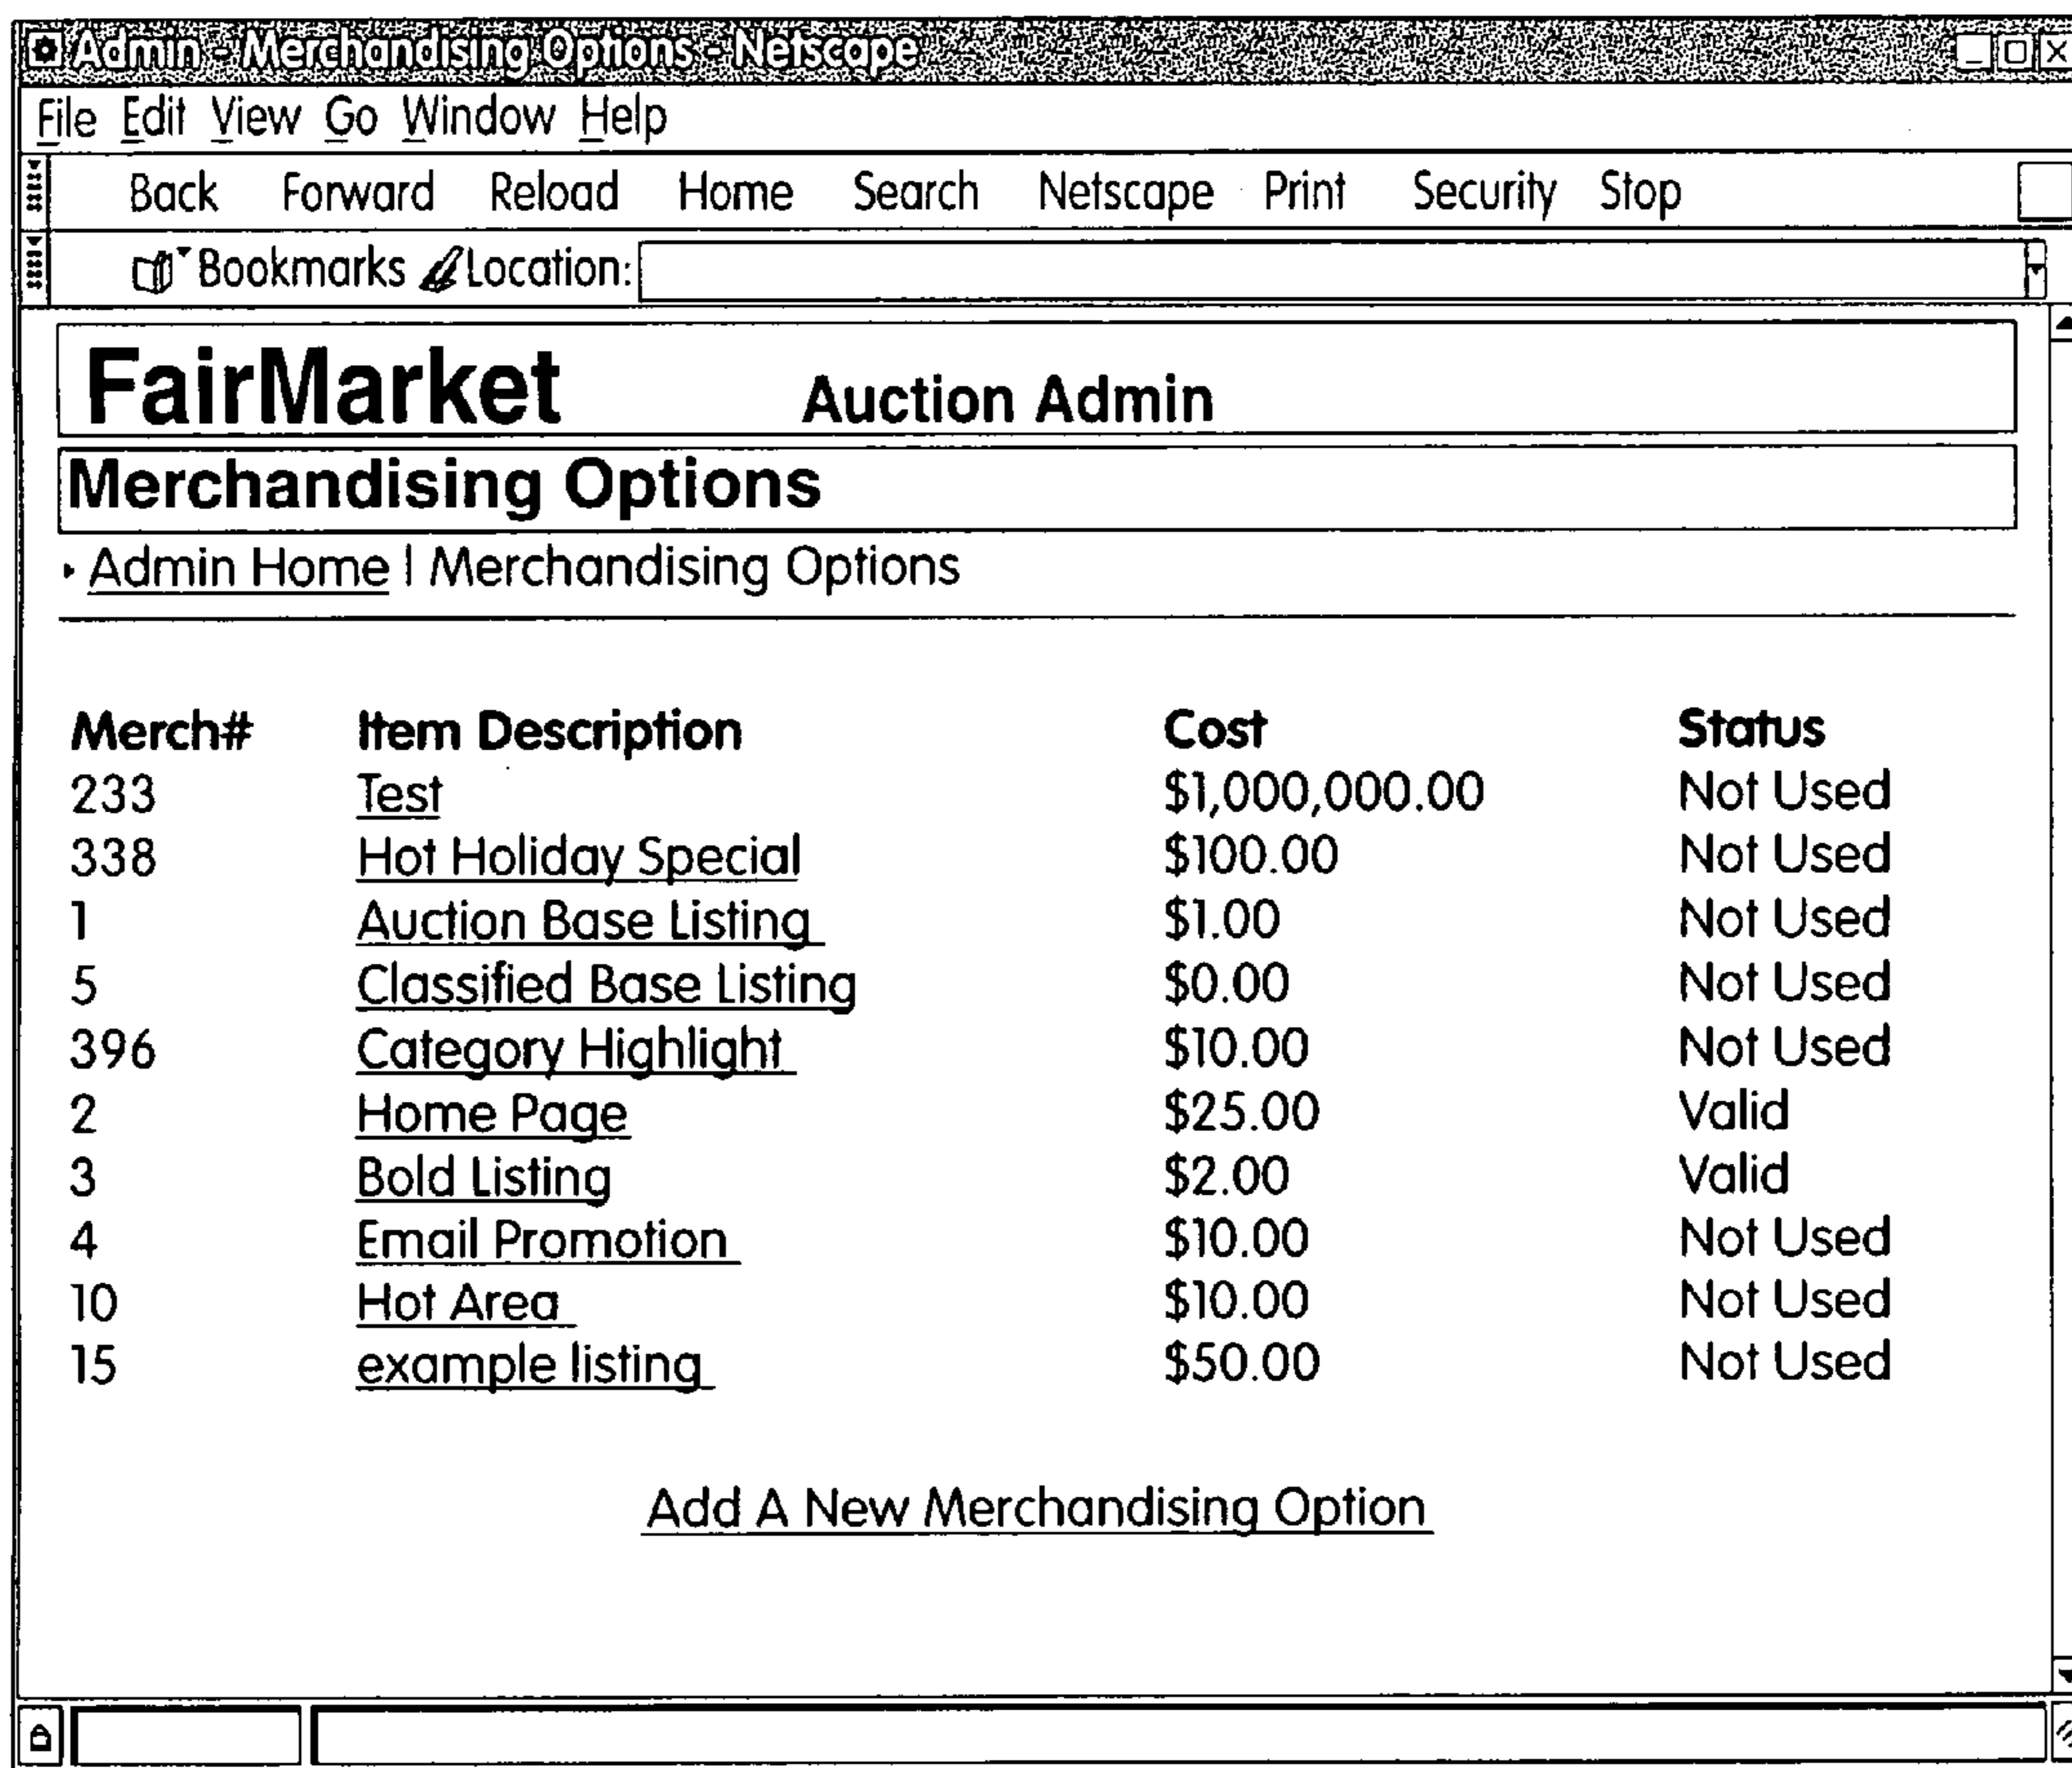 Admin - Merchandising Options - Netscape
File Edit View Go Window Help
Back Forward Reload Home Search Netscape Print Security Stop
Bookmarks Location:
FairMarket Auction Admin
Merchandising Options
Admin Home | Merchandising Options
Merch# Item Description Cost Status
233 Test $1,000,000.00 Not Used
338 Hot Holiday Special $100.00 Not Used
1 Auction Base Listing $1.00 Not Used
5 Classified Base Listing $0.00 Not Used
396 Category Highlight $10.00 Not Used
2 Home Page $25.00 Valid
3 Bold Listing $2.00 Valid
4 Email Promotion $10.00 Not Used
10 Hot Area $10.00 Not Used
15 example listing $50.00 Not Used
Add A New Merchandising Option